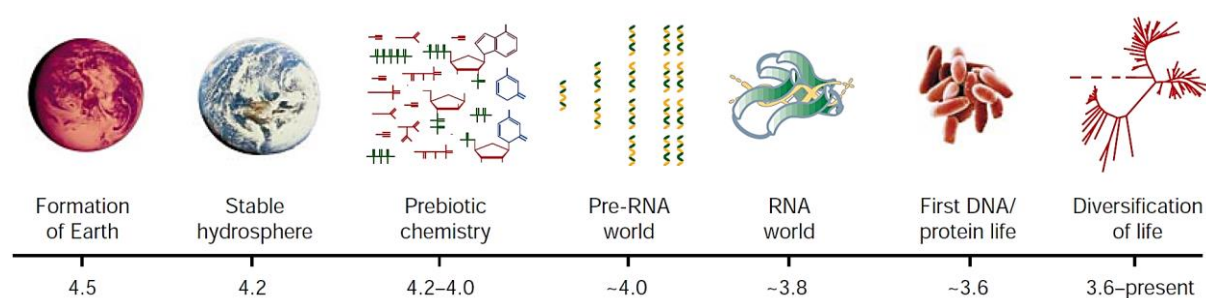 Formation
of Earth
Stable
hydrosphere
Prebiotic
chemistry
Pre-RNA
world
RNA
world
First DNA/
protein life
Diversification
of life
4.5
4.2
4.2–4.0
~4.0
~3.8
~3.6
3.6–present